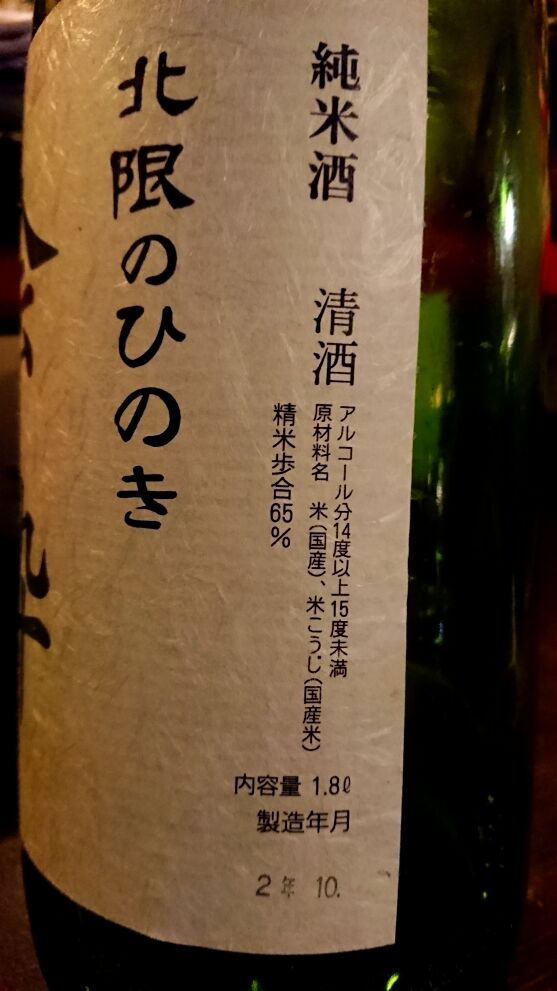 純米酒
清酒
アルコール分14度以上15度未満
原材料名 米(国産)、米こうじ(国産米)
精米歩合65%
内容量 1.8ℓ
製造年月
2年 10.
北限のひのき